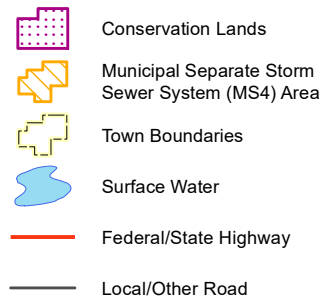 Conservation Lands
Municipal Separate Storm
Sewer System (MS4) Area
Town Boundaries
Surface Water
Federal/State Highway
Local/Other Road